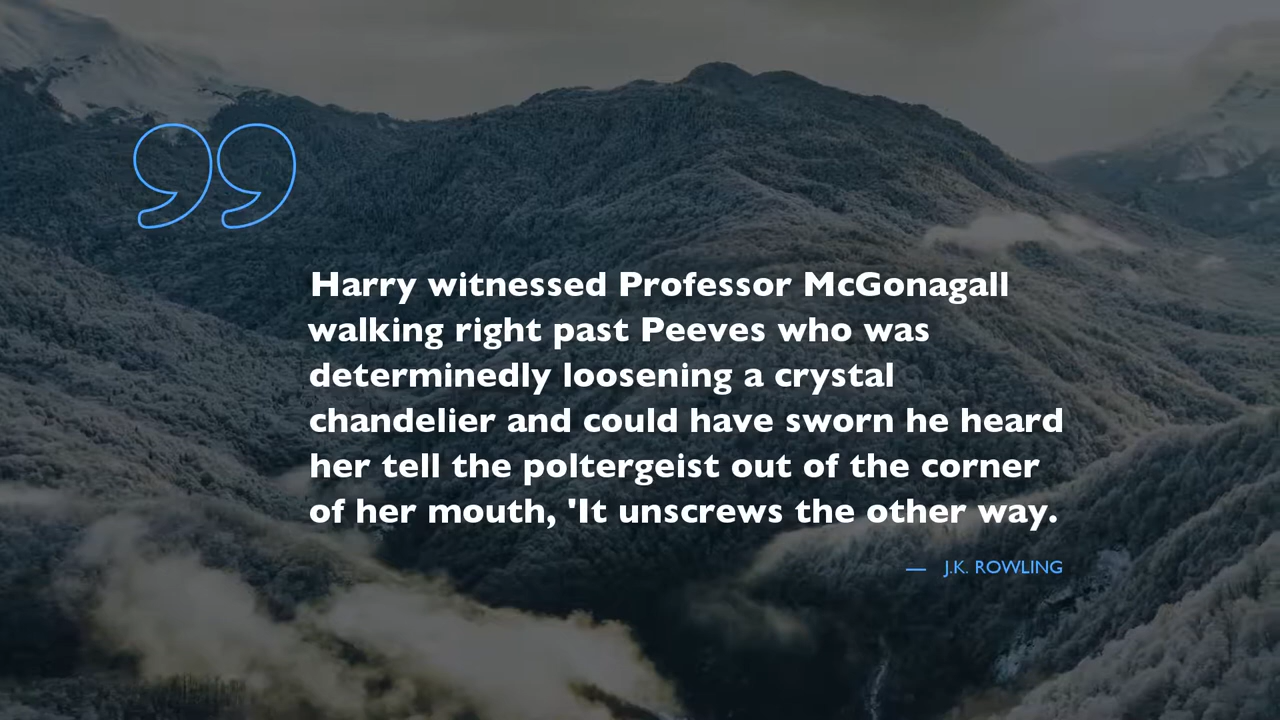 Harry witnessed Professor McGonagall
walking right past Peeves who was
determinedly loosening a crystal
chandelier and could have sworn he heard
her tell the poltergeist out of the corner
of her mouth, 'It unscrews the other way.
— J.K. ROWLING